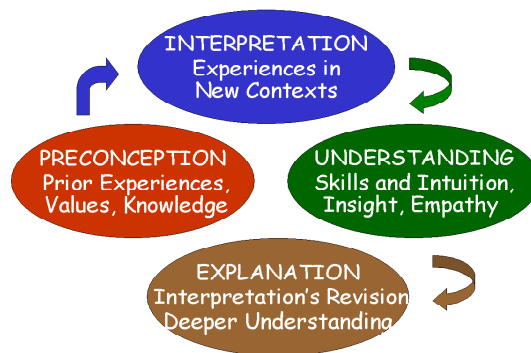 INTERPRETATION
Experiences in
New Contexts
PRECONCEPTION
Prior Experiences,
Values, Knowledge
UNDERSTANDING
Skills and Intuition,
Insight, Empathy
EXPLANATION
Interpretation's Revision
Deeper Understanding